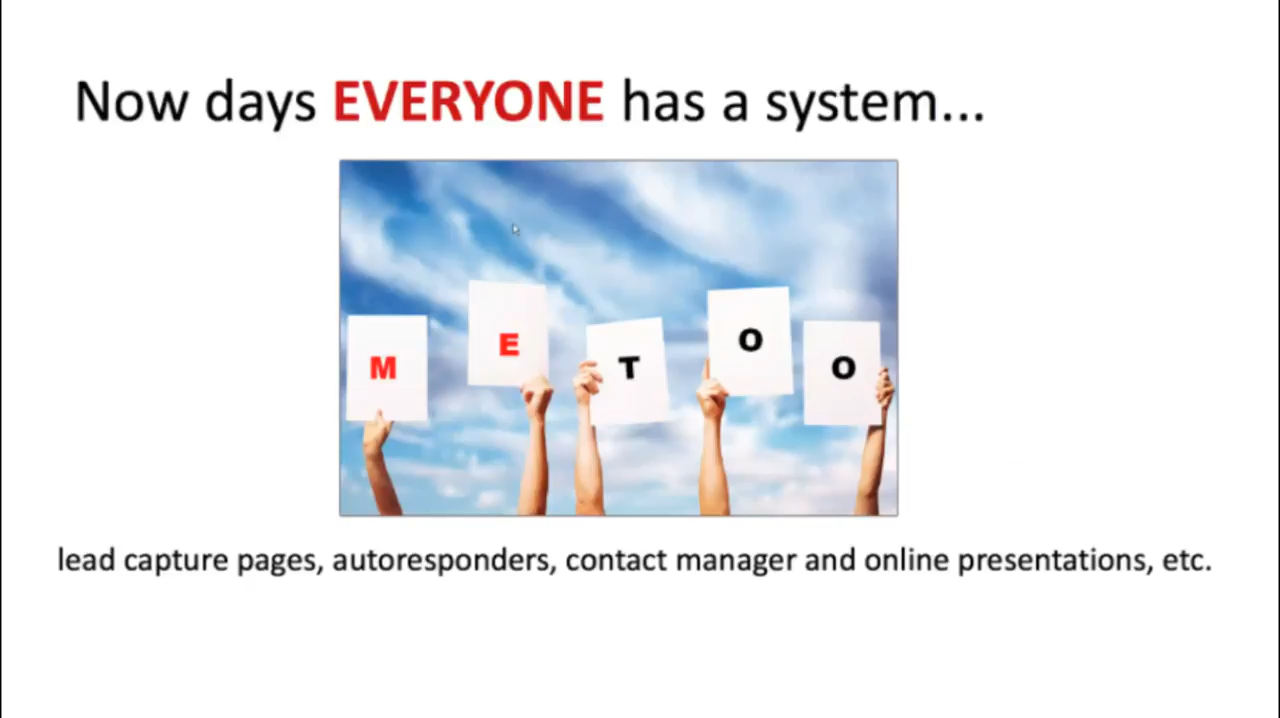 Now days EVERYONE has a system...
M E T O O
lead capture pages, autoresponders, contact manager and online presentations, etc.